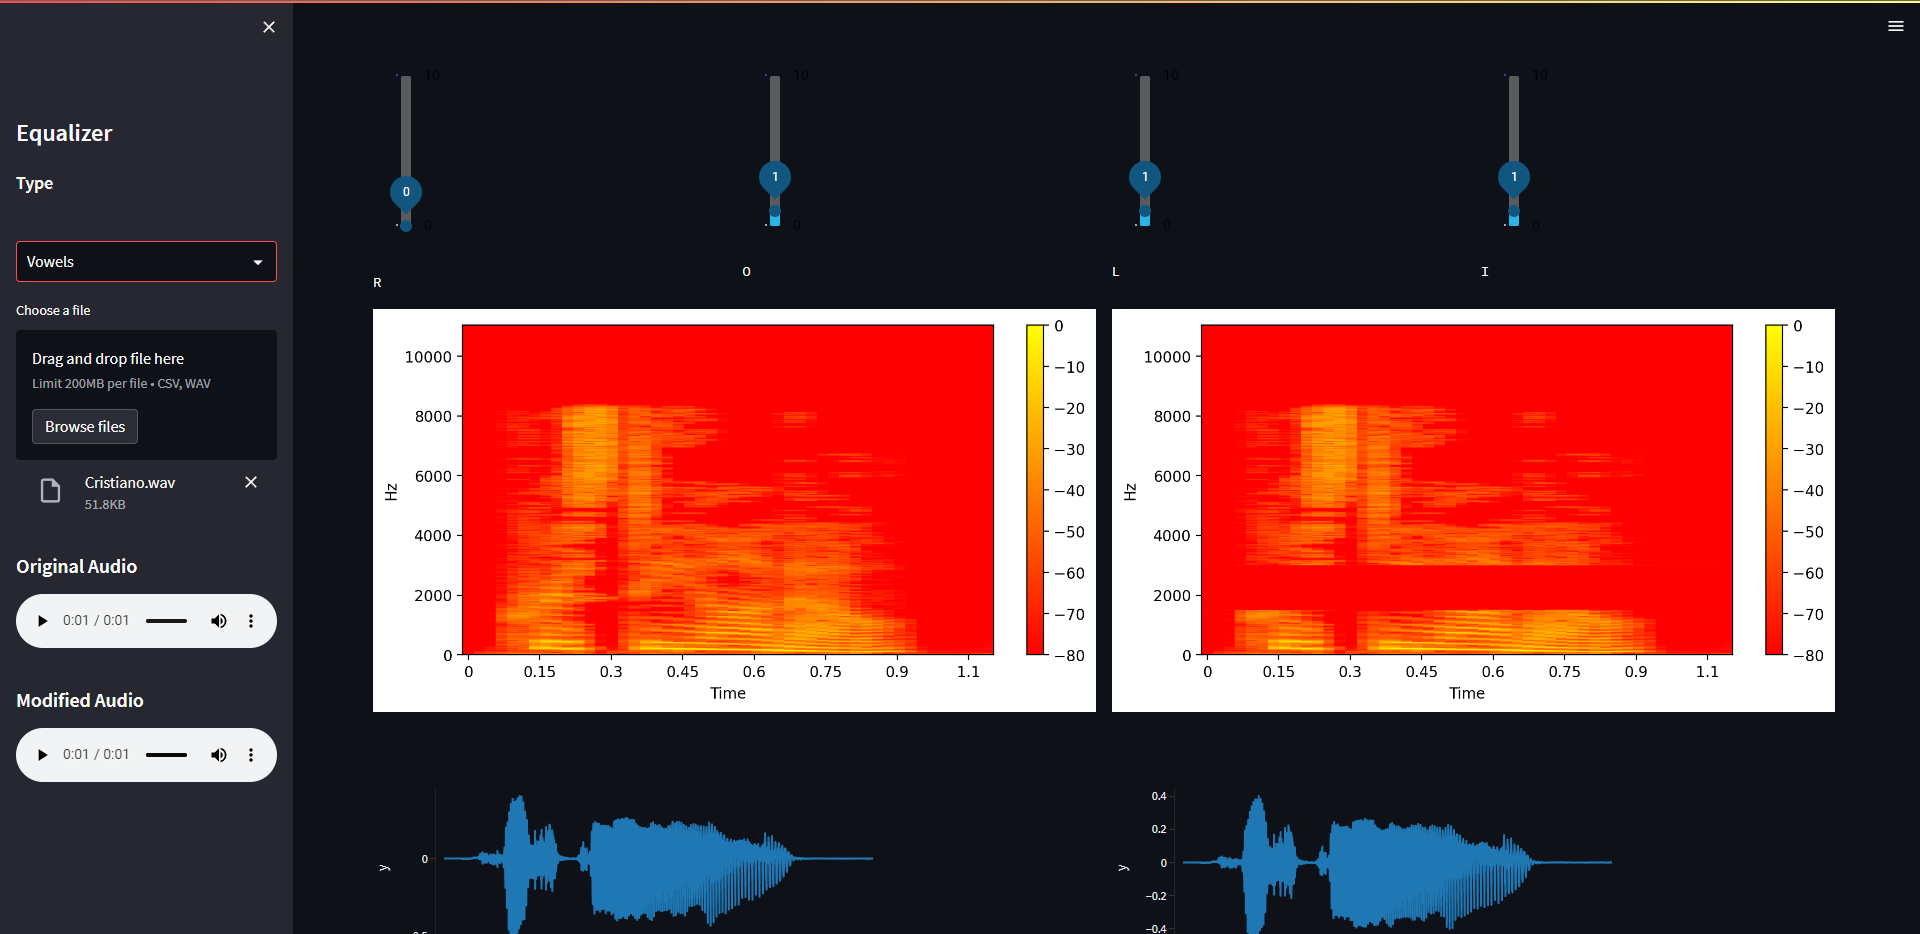 Equalizer
Type
Vowels
Choose a file
Drag and drop file here
Limit 200MB per file • CSV, WAV
Browse files
Cristiano.wav
51.8KB
Original Audio
0:01 / 0:01
Modified Audio
0:01 / 0:01
10 10 10 10
0 1 1 1
0 0 0 0
R O L I
10000
8000
6000
4000
2000
0
Hz
0 0.15 0.3 0.45 0.6 0.75 0.9 1.1
Time
0
−10
−20
−30
−40
−50
−60
−70
−80
10000
8000
6000
4000
2000
0
Hz
0 0.15 0.3 0.45 0.6 0.75 0.9 1.1
Time
0
−10
−20
−30
−40
−50
−60
−70
−80
0
y
0.4
0.2
0
−0.2
−0.4
y